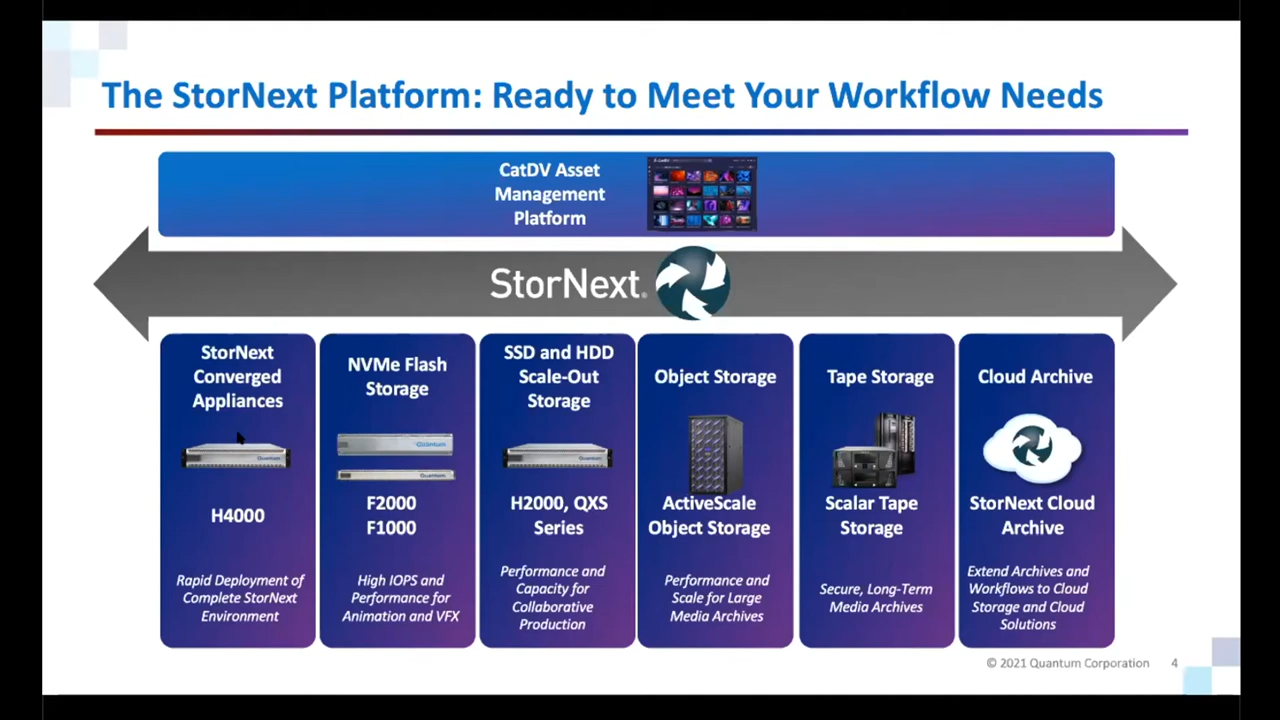 The StorNext Platform: Ready to Meet Your Workflow Needs
CatDV Asset
Management
Platform
StorNext
StorNext
Converged
Appliances
Quantum
H4000
Rapid Deployment of
Complete StorNext
Environment
NVMe Flash
Storage
Quantum
Quantum
F2000
F1000
High IOPS and
Performance for
Animation and VFX
SSD and HDD
Scale-Out
Storage
Quantum
H2000, QXS
Series
Performance and
Capacity for
Collaborative
Production
Object Storage
ActiveScale
Object Storage
Performance and
Scale for Large
Media Archives
Tape Storage
Scalar Tape
Storage
Secure, Long-Term
Media Archives
Cloud Archive
StorNext Cloud
Archive
Extend Archives and
Workflows to Cloud
Storage and Cloud
Solutions
© 2021 Quantum Corporation 4